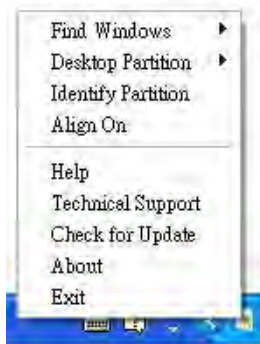 Find Windows
Desktop Partition
Identify Partition
Align On
Help
Technical Support
Check for Update
About
Exit